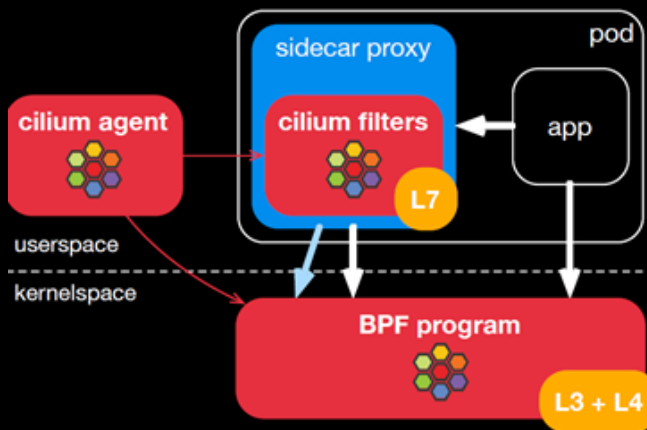 pod
sidecar proxy
cilium agent
cilium filters
app
L7
userspace
kernelspace
BPF program
L3 + L4